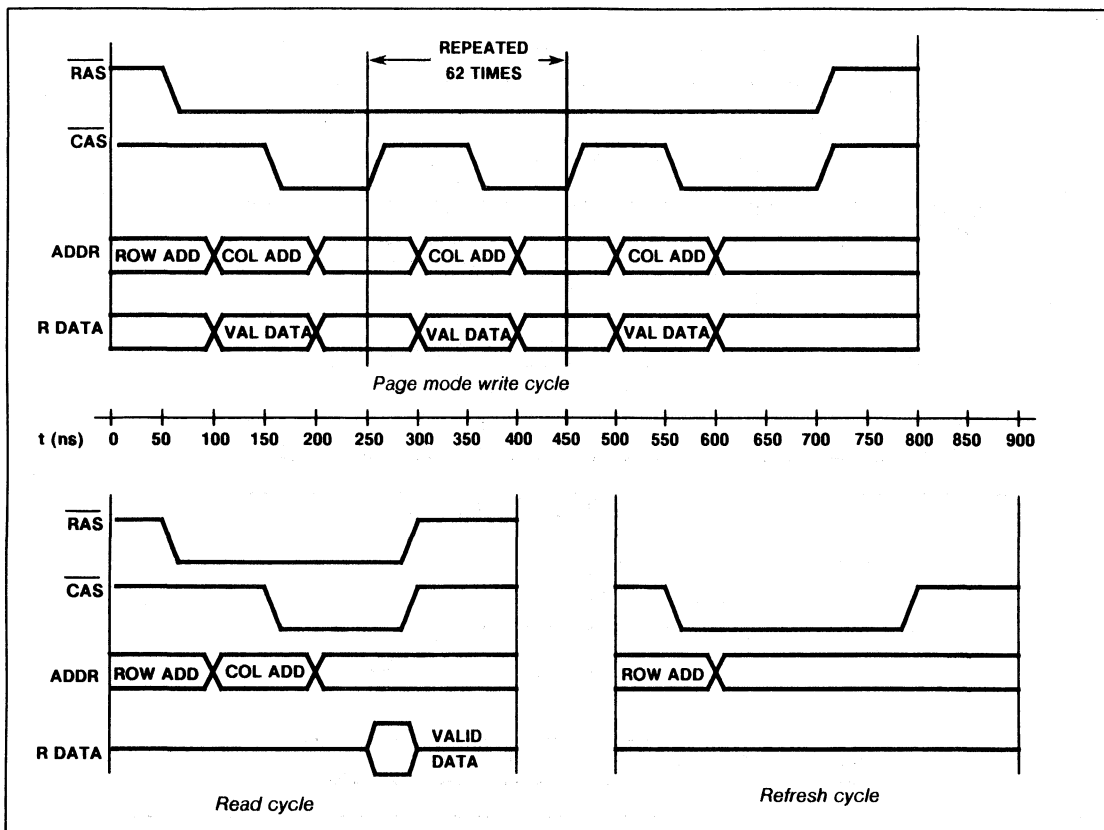 REPEATED
62 TIMES
RAS
CAS
ADDR
ROW ADD
COL ADD
COL ADD
COL ADD
R DATA
VAL DATA
VAL DATA
VAL DATA
Page mode write cycle
t (ns) 0 50 100 150 200 250 300 350 400 450 500 550 600 650 700 750 800 850 900
RAS
CAS
ADDR
ROW ADD
COL ADD
R DATA
VALID
DATA
Read cycle
ROW ADD
Refresh cycle